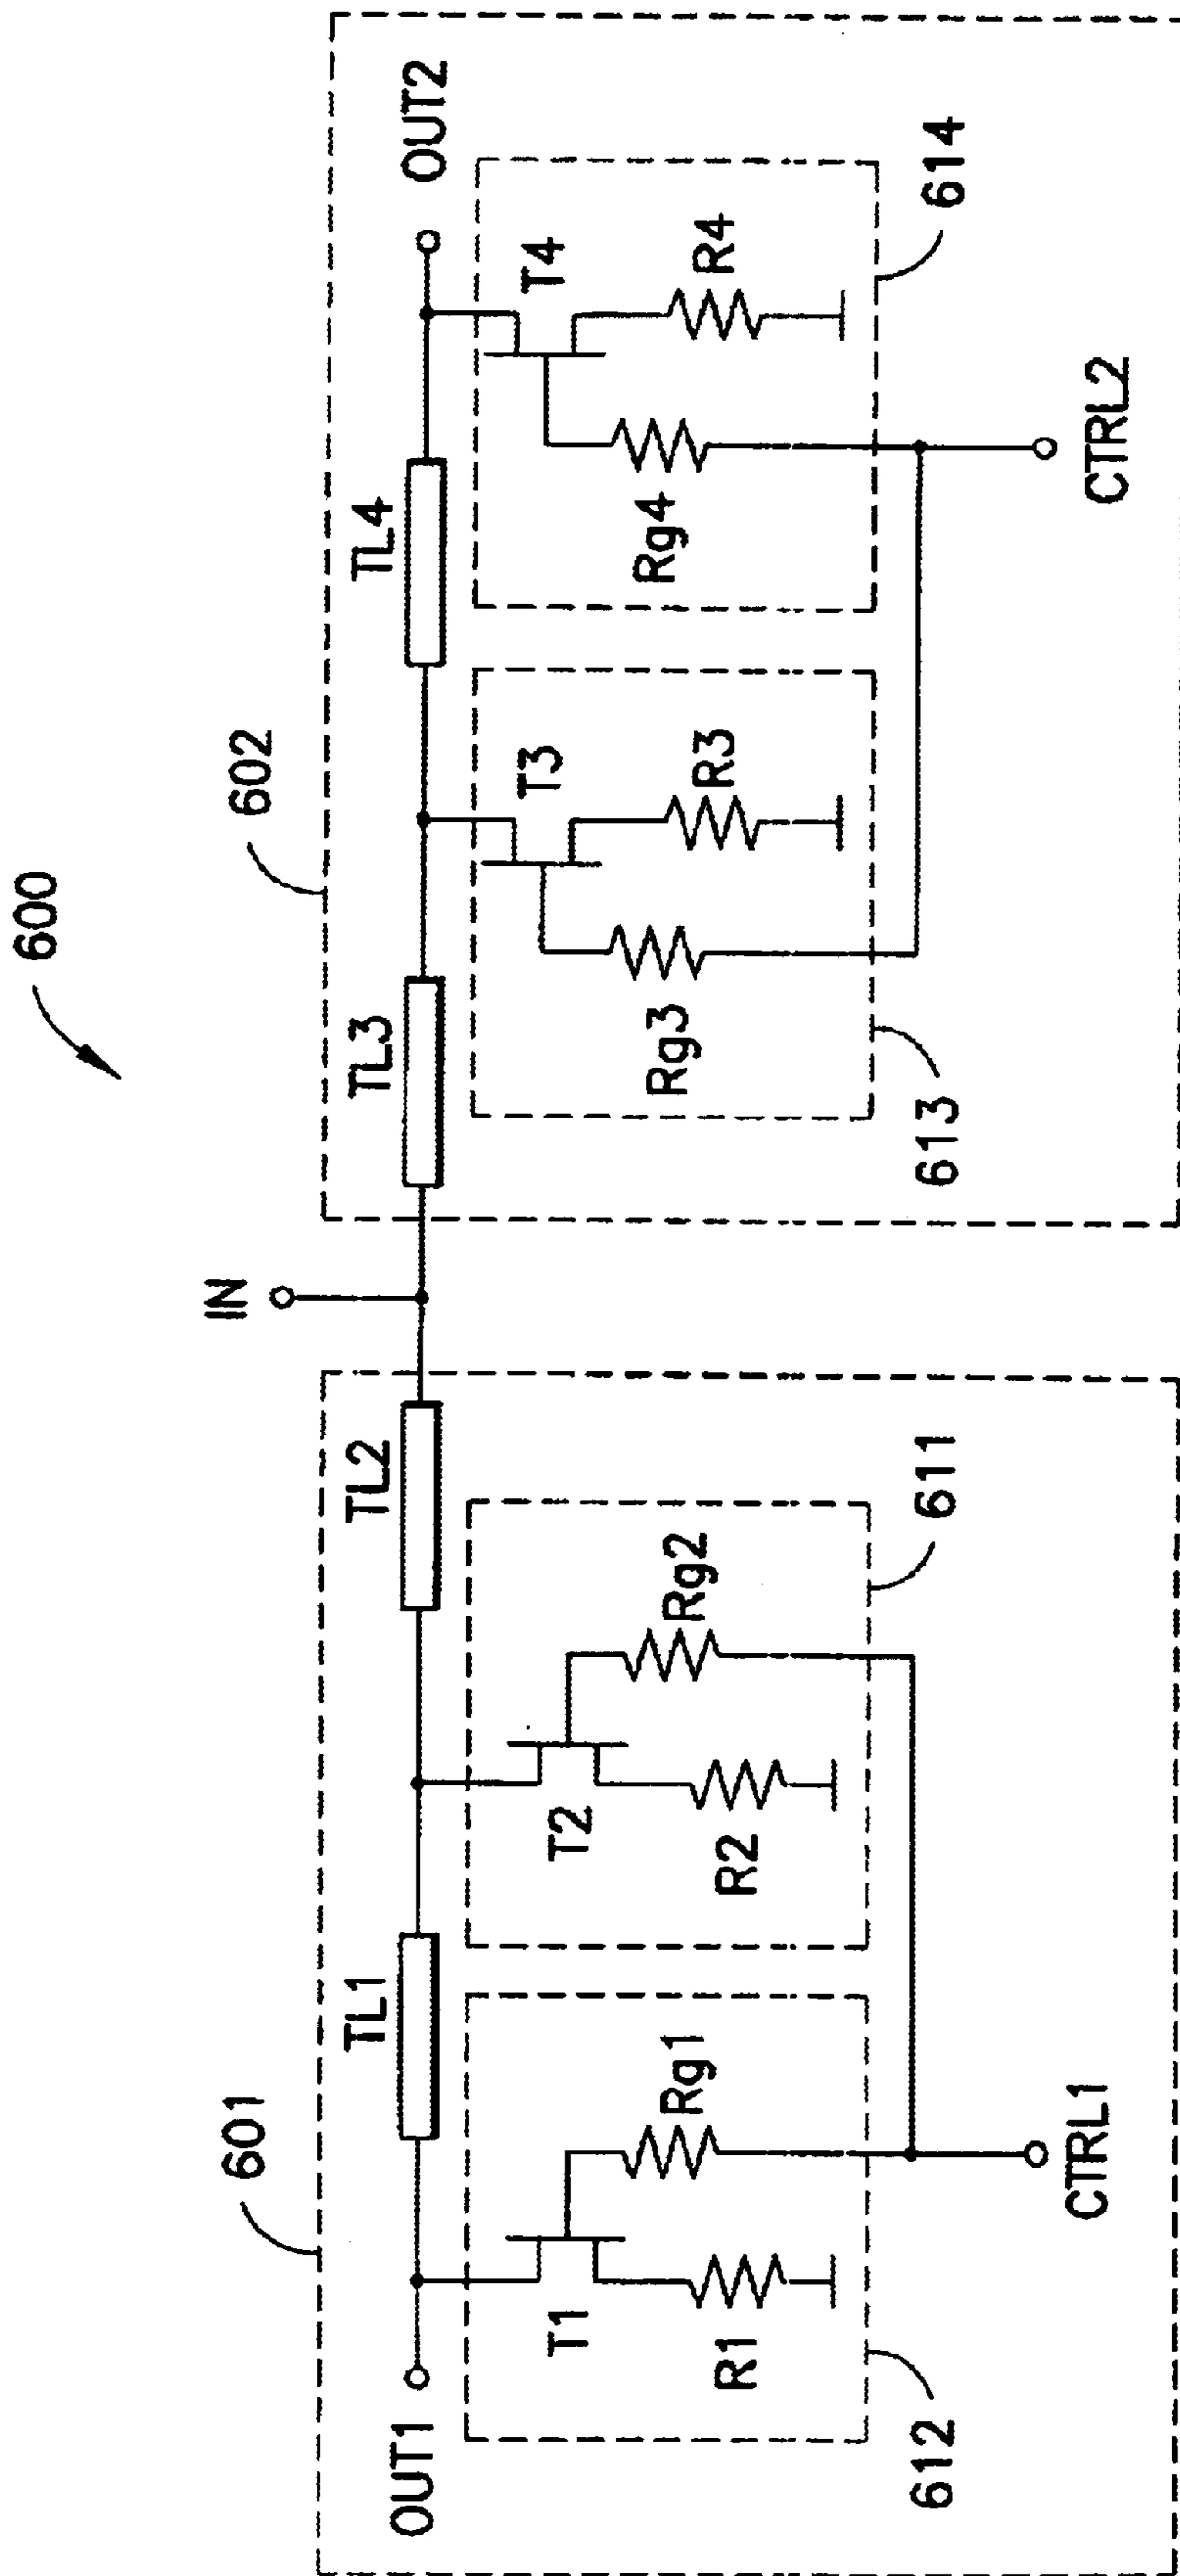 600
601
602
IN
OUT1
TL1
TL2
TL3
TL4
OUT2
T1
Rg1
R1
T2
Rg2
R2
T3
Rg3
R3
T4
Rg4
R4
612
611
613
614
CTRL1
CTRL2